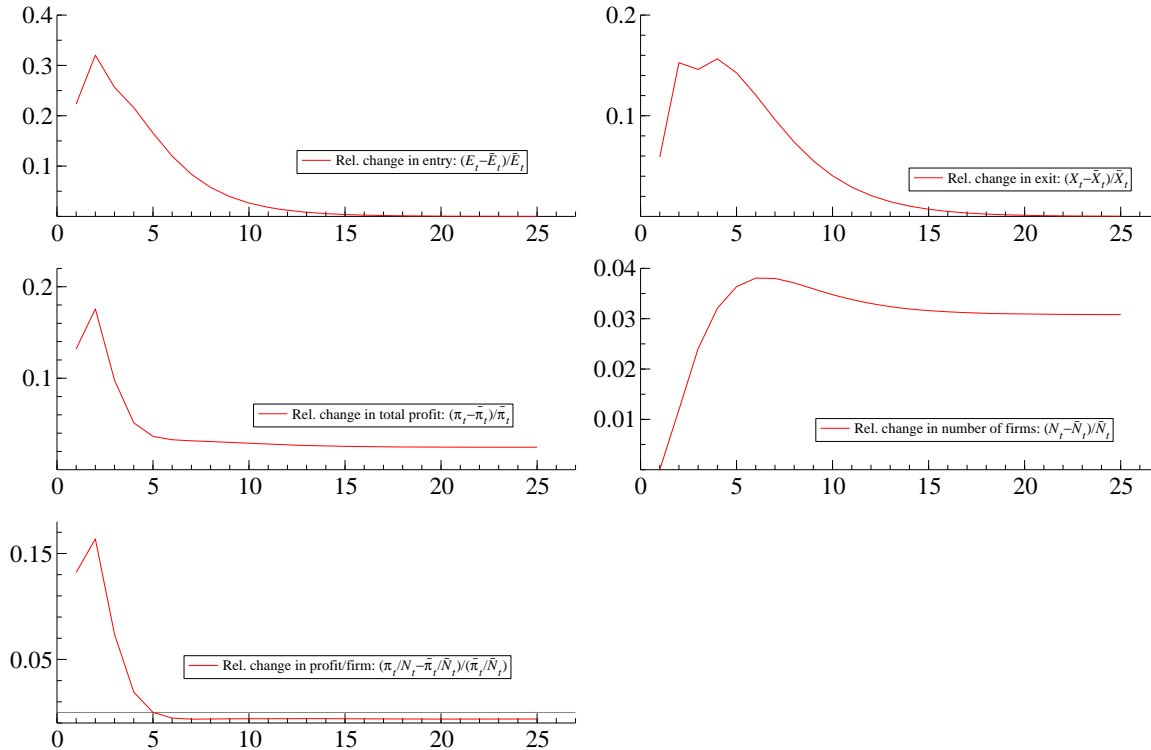 0.4
0.3
0.2
0.1
Rel. change in entry: (E_t−Ē_t)/Ē_t
0 5 10 15 20 25
0.2
0.1
Rel. change in exit: (X_t−X̄_t)/X̄_t
0 5 10 15 20 25
0.2
0.1
Rel. change in total profit: (π_t−π̄_t)/π̄_t
0 5 10 15 20 25
0.04
0.03
0.02
0.01
Rel. change in number of firms: (N_t−N̄_t)/N̄_t
0 5 10 15 20 25
0.15
0.05
Rel. change in profit/firm: (π_t/N_t−π̄_t/N̄_t)/(π̄_t/N̄_t)
0 5 10 15 20 25